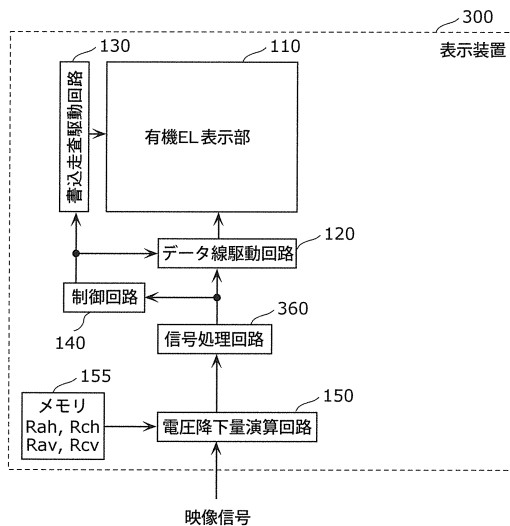 300
表示装置
130
110
書込走査駆動回路
有機EL表示部
120
データ線駆動回路
制御回路
140
360
信号処理回路
155
メモリ
Rah, Rch
Rav, Rcv
150
電圧降下量演算回路
映像信号